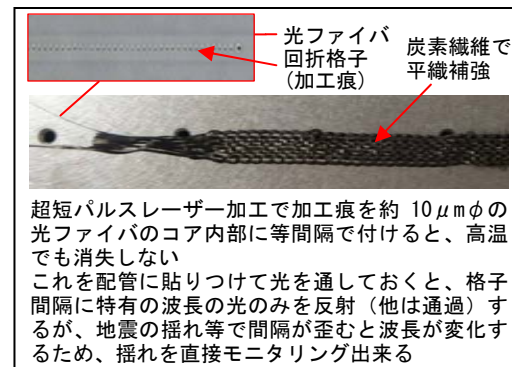 光ファイバ
回折格子
(加工痕)
炭素繊維で
平織補強
超短パルスレーザー加工で加工痕を約 10μmφの
光ファイバのコア内部に等間隔で付けると、高温
でも消失しない
これを配管に貼りつけて光を通しておくと、格子
間隔に特有の波長の光のみを反射（他は通過）す
るが、地震の揺れ等で間隔が歪むと波長が変化す
るため、揺れを直接モニタリング出来る